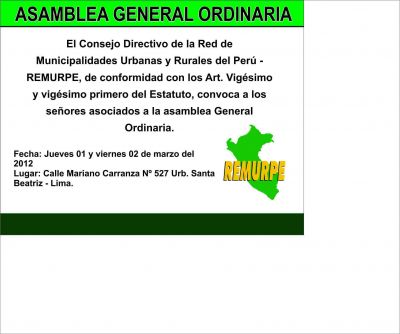 ASAMBLEA GENERAL ORDINARIA
El Consejo Directivo de la Red de
Municipalidades Urbanas y Rurales del Perú -
REMURPE, de conformidad con los Art. Vigésimo
y vigésimo primero del Estatuto, convoca a los
señores asociados a la asamblea General
Ordinaria.
Fecha: Jueves 01 y viernes 02 de marzo del
2012
Lugar: Calle Mariano Carranza Nº 527 Urb. Santa
Beatriz - Lima.
REMURPE